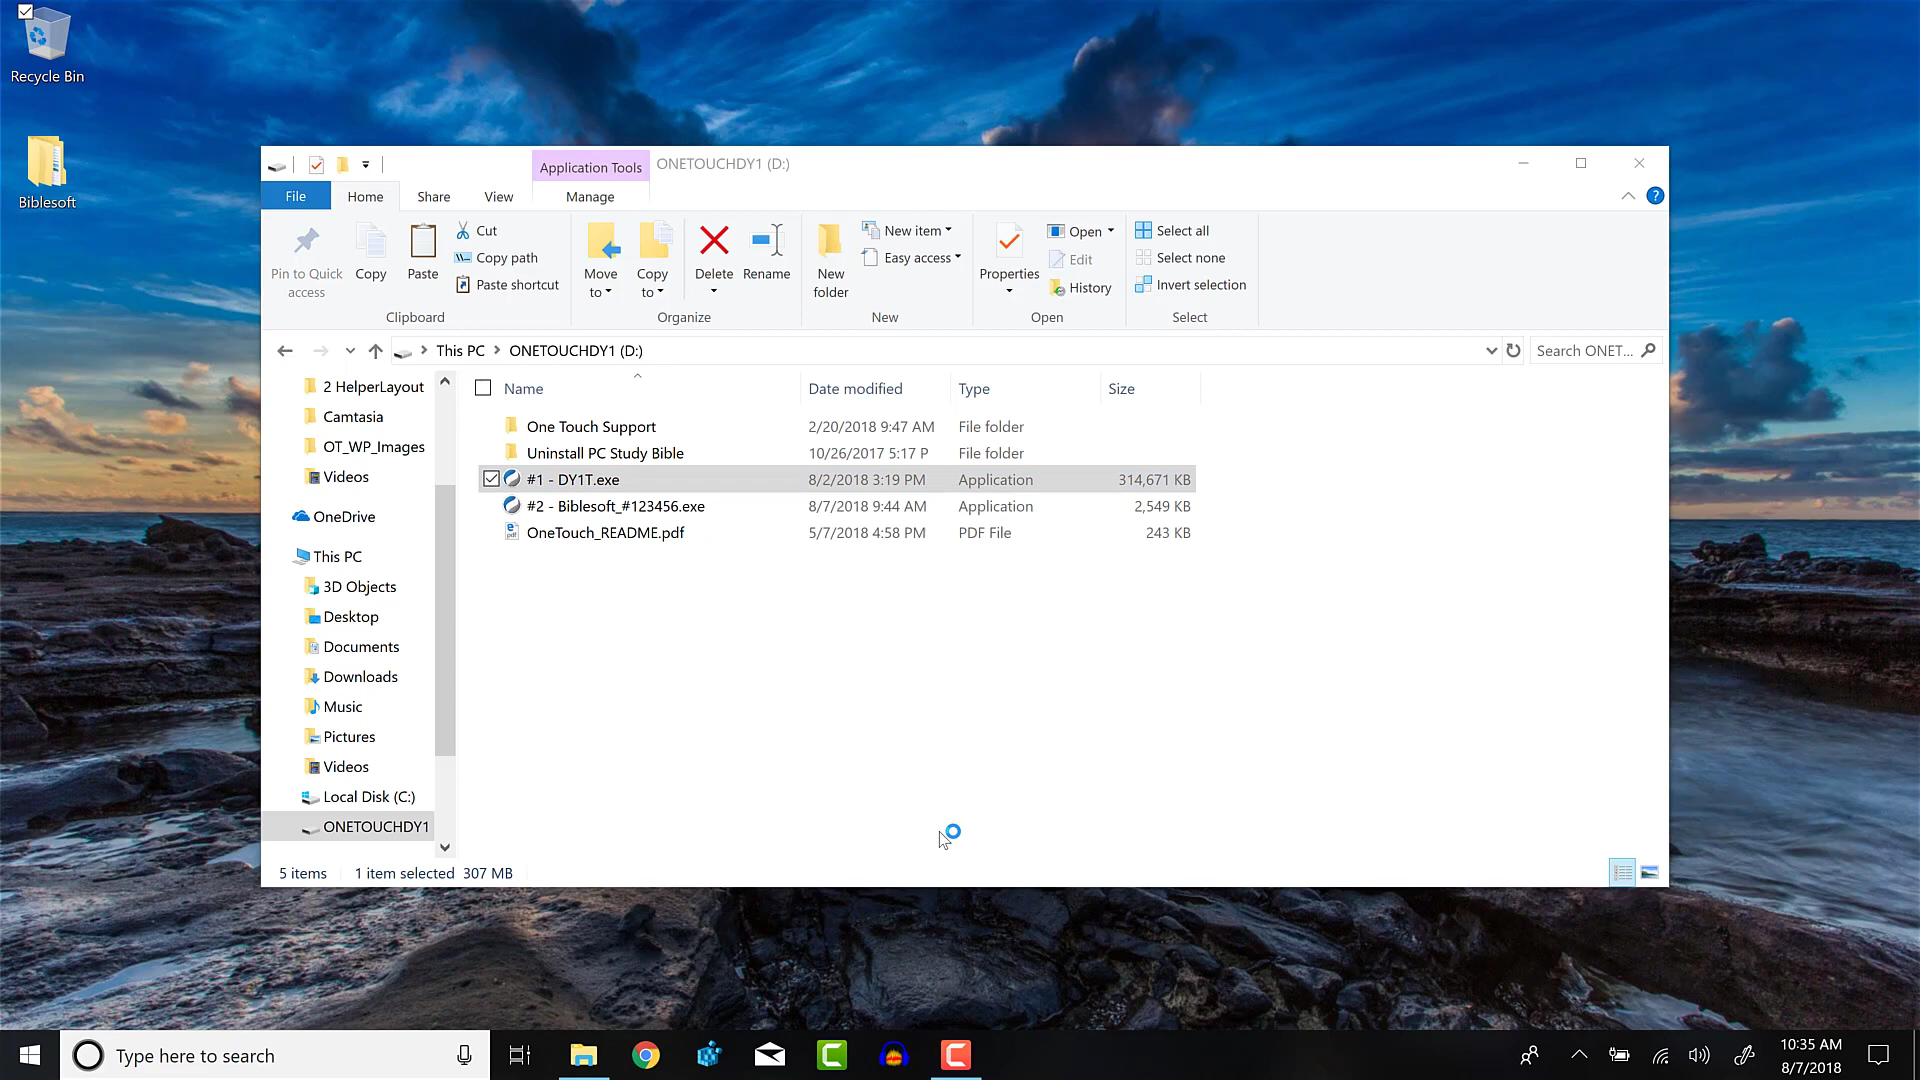 Recycle Bin
Biblesoft
Application Tools
ONETOUCHDY1 (D:)
File
Home
Share
View
Manage
Pin to Quick access
Copy
Paste
Cut
Copy path
Paste shortcut
Clipboard
Move to
Copy to
Delete
Rename
Organize
New folder
New item
Easy access
New
Properties
Open
Edit
History
Open
Select all
Select none
Invert selection
Select
This PC > ONETOUCHDY1 (D:)
Search ONET...
2 HelperLayout
Camtasia
OT_WP_Images
Videos
OneDrive
This PC
3D Objects
Desktop
Documents
Downloads
Music
Pictures
Videos
Local Disk (C:)
ONETOUCHDY1
Name Date modified Type Size
One Touch Support 2/20/2018 9:47 AM File folder
Uninstall PC Study Bible 10/26/2017 5:17 P File folder
#1 - DY1T.exe 8/2/2018 3:19 PM Application 314,671 KB
#2 - Biblesoft_#123456.exe 8/7/2018 9:44 AM Application 2,549 KB
OneTouch_README.pdf 5/7/2018 4:58 PM PDF File 243 KB
5 items 1 item selected 307 MB
Type here to search
10:35 AM
8/7/2018